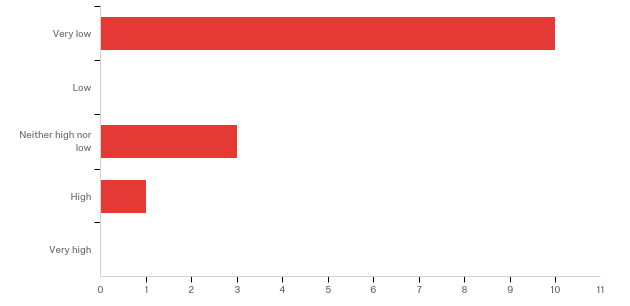 Very low
Low
Neither high nor
low
High
Very high
0 1 2 3 4 5 6 7 8 9 10 11